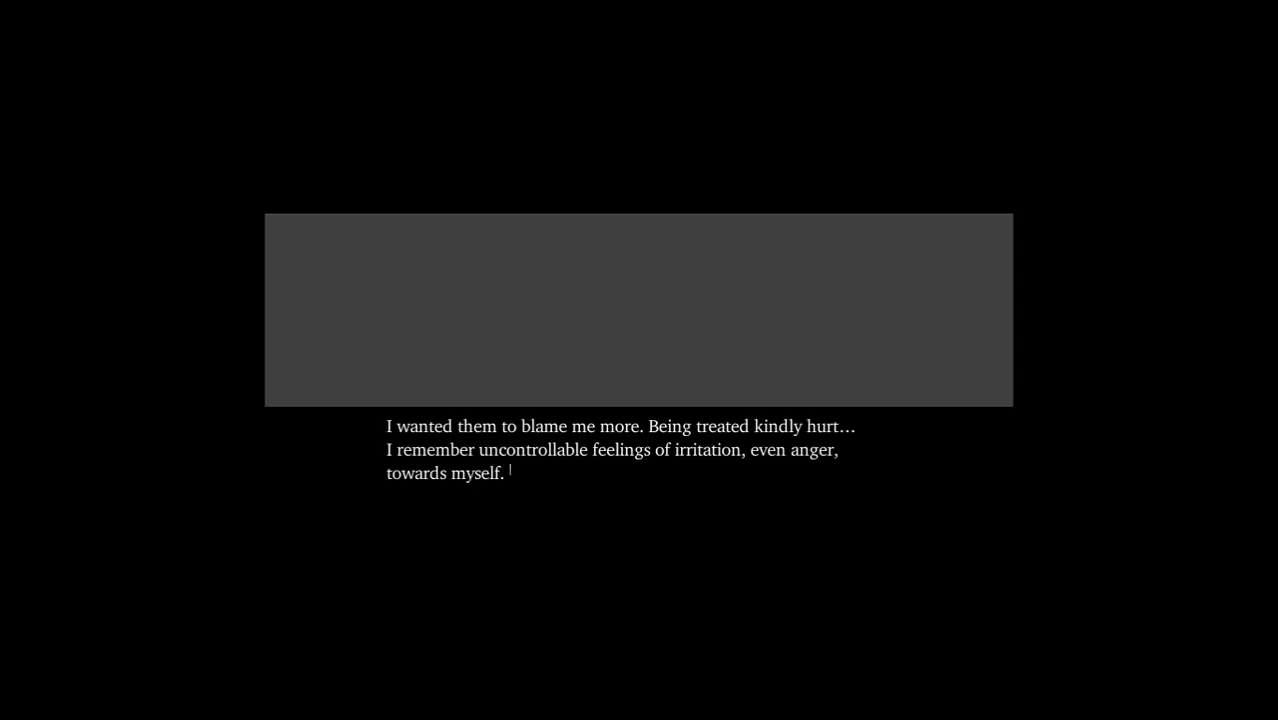 I wanted them to blame me more. Being treated kindly hurt…
I remember uncontrollable feelings of irritation, even anger,
towards myself.